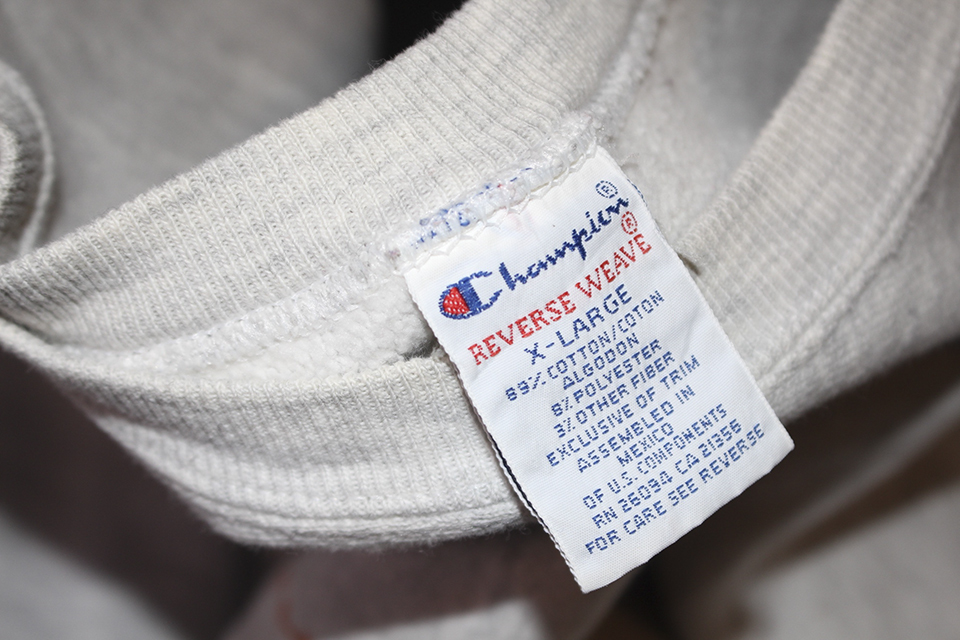 Champion®
REVERSE WEAVE®
X-LARGE
89% COTTON/COTON
ALGODON
8% POLYESTER
3% OTHER FIBER
EXCLUSIVE OF TRIM
ASSEMBLED IN
MEXICO
OF U.S. COMPONENTS
RN 26094 CA 21356
FOR CARE SEE REVERSE